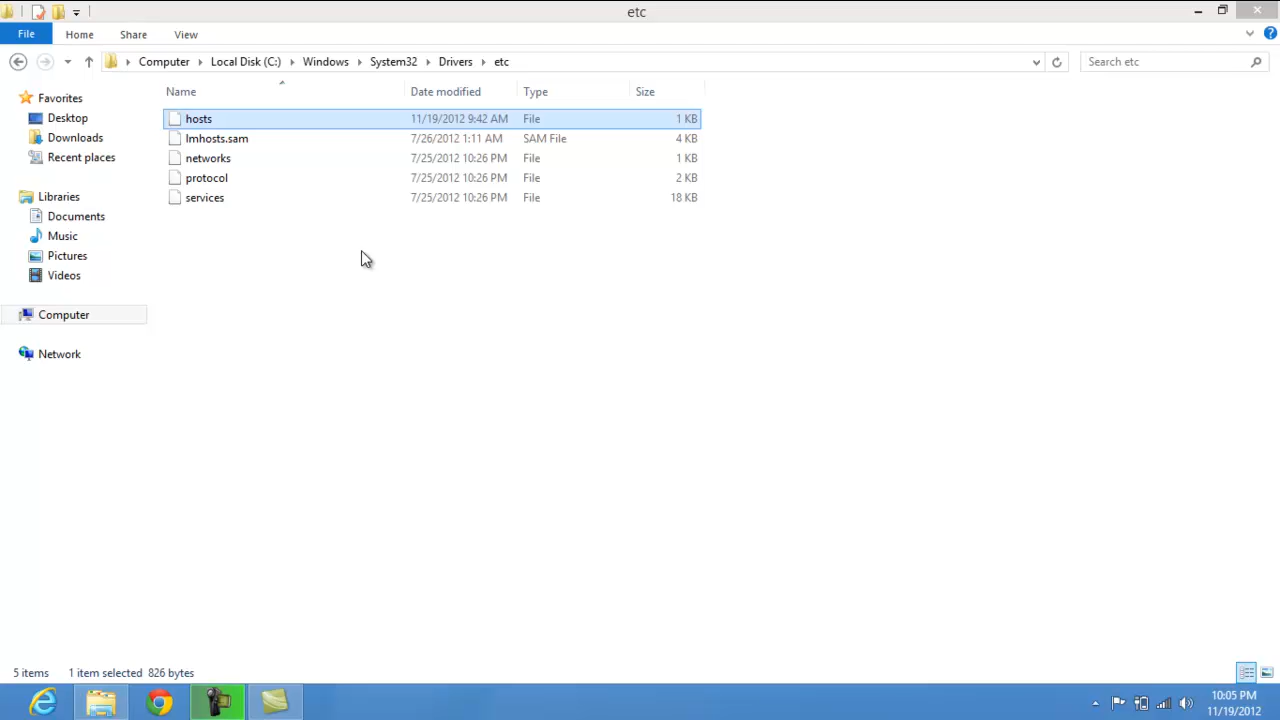 etc
File Home Share View
Computer Local Disk (C:) Windows System32 Drivers etc
Search etc
Name Date modified Type Size
Favorites
Desktop
Downloads
Recent places
Libraries
Documents
Music
Pictures
Videos
Computer
Network
hosts 11/19/2012 9:42 AM File 1 KB
lmhosts.sam 7/26/2012 1:11 AM SAM File 4 KB
networks 7/25/2012 10:26 PM File 1 KB
protocol 7/25/2012 10:26 PM File 2 KB
services 7/25/2012 10:26 PM File 18 KB
5 items 1 item selected 826 bytes
10:05 PM
11/19/2012